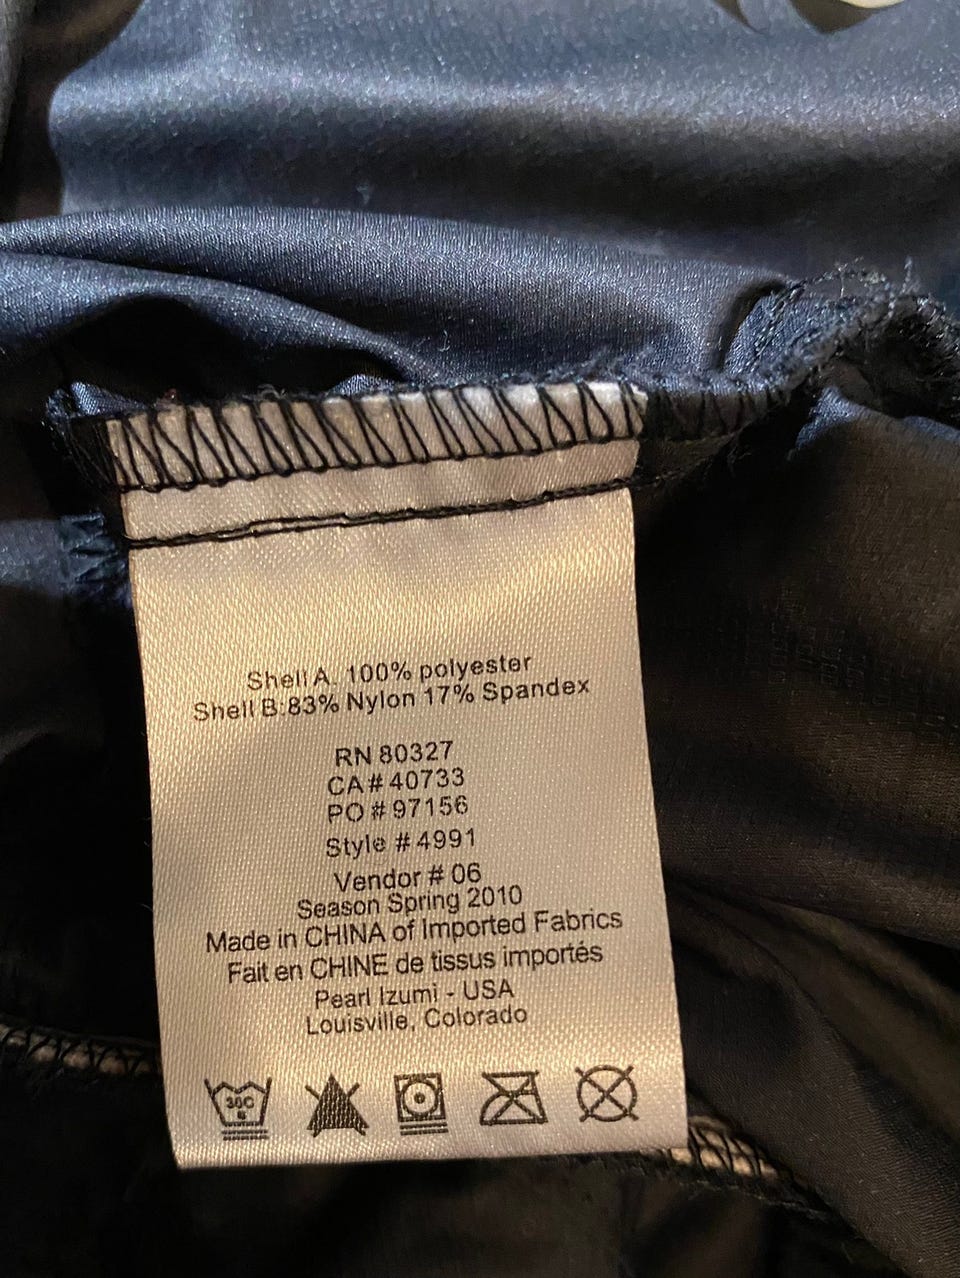 Shell A. 100% polyester
Shell B:83% Nylon 17% Spandex
RN 80327
CA # 40733
PO # 97156
Style # 4991
Vendor # 06
Season Spring 2010
Made in CHINA of Imported Fabrics
Fait en CHINE de tissus importés
Pearl Izumi - USA
Louisville, Colorado
30C